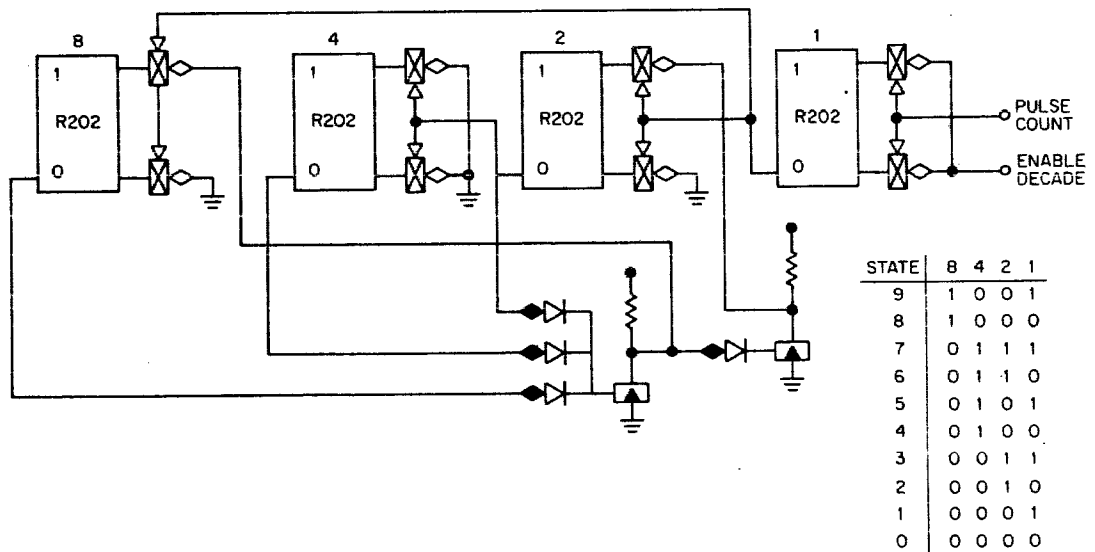 8
4
2
1
1
R202
0
1
R202
0
1
R202
0
1
R202
0
PULSE
COUNT
ENABLE
DECADE
STATE 8 4 2 1
9 1 0 0 1
8 1 0 0 0
7 0 1 1 1
6 0 1 1 0
5 0 1 0 1
4 0 1 0 0
3 0 0 1 1
2 0 0 1 0
1 0 0 0 1
0 0 0 0 0